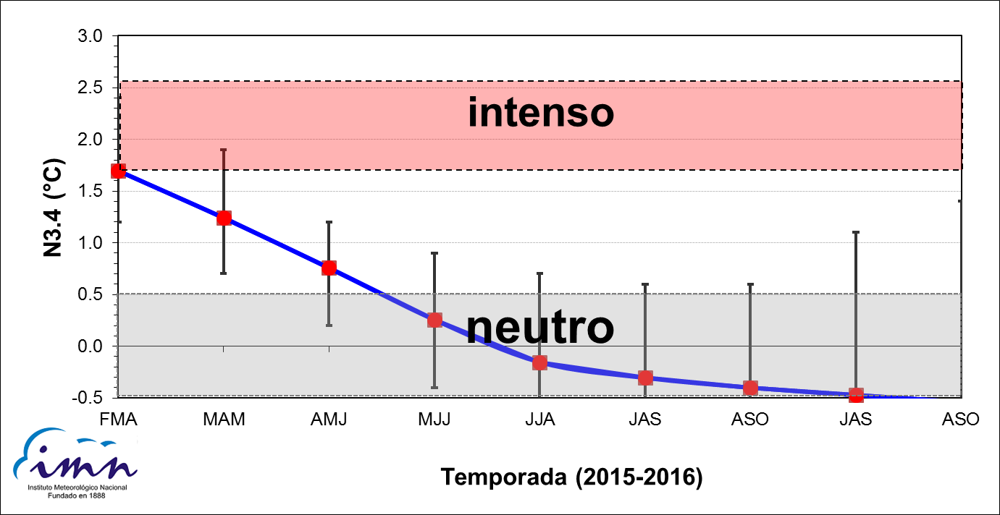 3.0
2.5
2.0
1.5
1.0
0.5
0.0
-0.5
N3.4 (°C)
intenso
neutro
FMA MAM AMJ MJJ JJA JAS ASO JAS ASO
Temporada (2015-2016)
imn
Instituto Meteorológico Nacional
Fundado en 1888